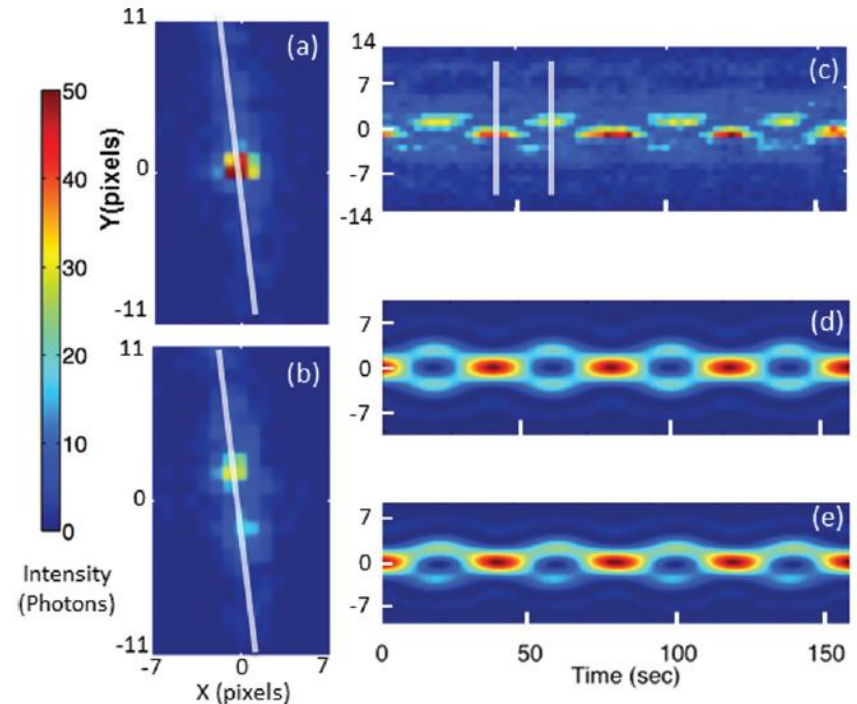 11
(a)
50
40
30
20
10
0
Intensity
(Photons)
Y(pixels)
0
-11
11
(b)
0
-11
-7 0 7
X (pixels)
14
(c)
7
0
-7
-14
(d)
7
0
-7
(e)
7
0
-7
0 50 100 150
Time (sec)